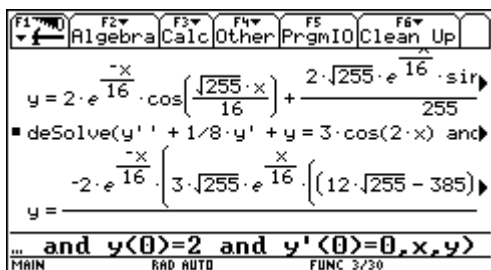 F1 F2 Algebra F3 Calc F4 Other F5 PrgmIO F6 Clean Up
y = 2·e^(-x/16)·cos(√255·x/16) + 2·√255·e^(-x/16)·sin/255
deSolve(y'' + 1/8·y' + y = 3·cos(2·x) and
y = -2·e^(-x/16)·(3·√255·e^(x/16)·((12·√255 - 385)
… and y(0)=2 and y'(0)=0,x,y)
MAIN RAD AUTO FUNC 3/30